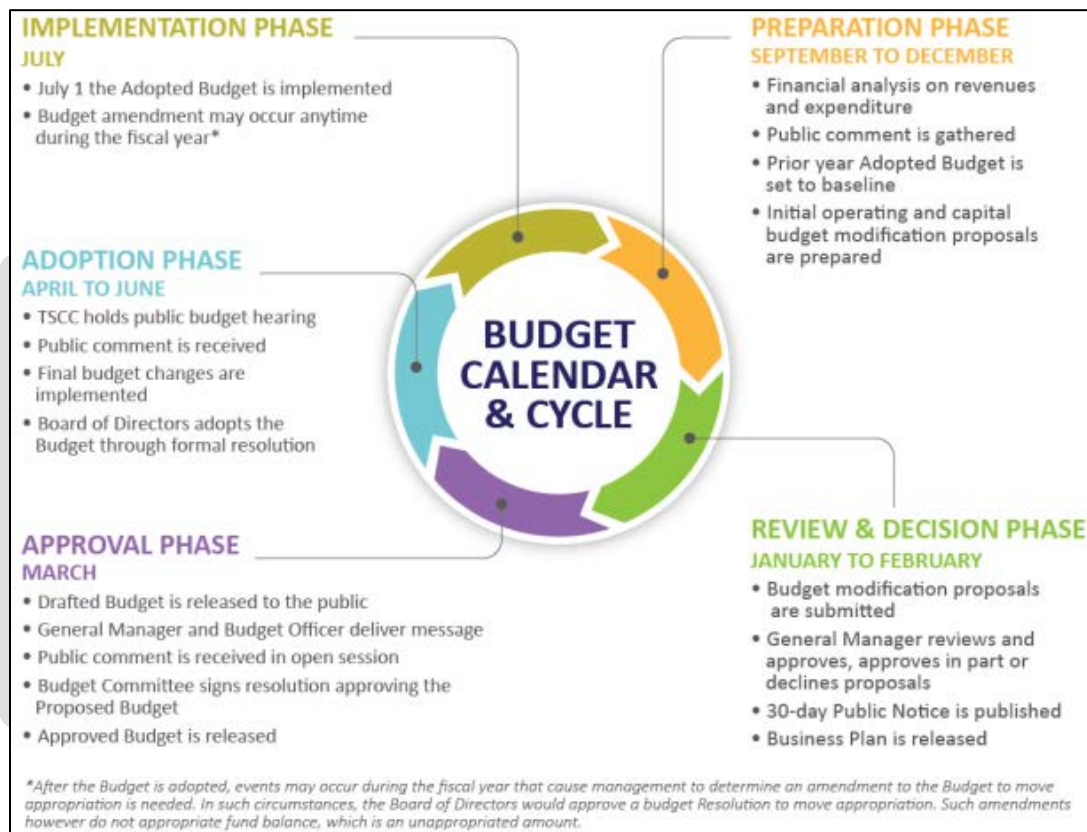 IMPLEMENTATION PHASE
JULY
• July 1 the Adopted Budget is implemented
• Budget amendment may occur anytime
during the fiscal year*
PREPARATION PHASE
SEPTEMBER TO DECEMBER
• Financial analysis on revenues
and expenditure
• Public comment is gathered
• Prior year Adopted Budget is
set to baseline
• Initial operating and capital
budget modification proposals
are prepared
ADOPTION PHASE
APRIL TO JUNE
• TSCC holds public budget hearing
• Public comment is received
• Final budget changes are
implemented
• Board of Directors adopts the
Budget through formal resolution
BUDGET
CALENDAR
& CYCLE
APPROVAL PHASE
MARCH
• Drafted Budget is released to the public
• General Manager and Budget Officer deliver message
• Public comment is received in open session
• Budget Committee signs resolution approving the
Proposed Budget
• Approved Budget is released
REVIEW & DECISION PHASE
JANUARY TO FEBRUARY
• Budget modification proposals
are submitted
• General Manager reviews and
approves, approves in part or
declines proposals
• 30-day Public Notice is published
• Business Plan is released
*After the Budget is adopted, events may occur during the fiscal year that cause management to determine an amendment to the Budget to move
appropriation is needed. In such circumstances, the Board of Directors would approve a budget Resolution to move appropriation. Such amendments
however do not appropriate fund balance, which is an unappropriated amount.